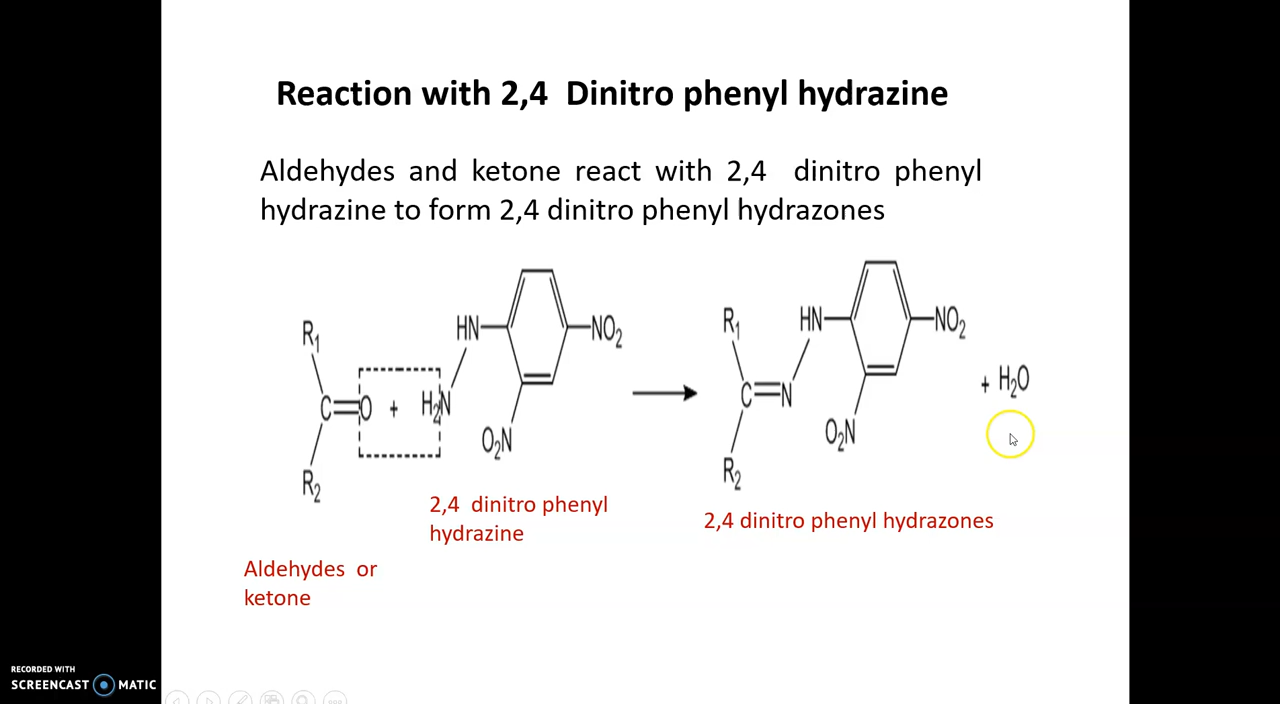 Reaction with 2,4 Dinitro phenyl hydrazine
Aldehydes and ketone react with 2,4 dinitro phenyl
hydrazine to form 2,4 dinitro phenyl hydrazones
R₁
C=O + H₂N
HN
NO₂
O₂N
R₂
R₁
C=N
HN
NO₂
O₂N
R₂
+ H₂O
2,4 dinitro phenyl
hydrazine
2,4 dinitro phenyl hydrazones
Aldehydes or
ketone
RECORDED WITH
SCREENCAST MATIC